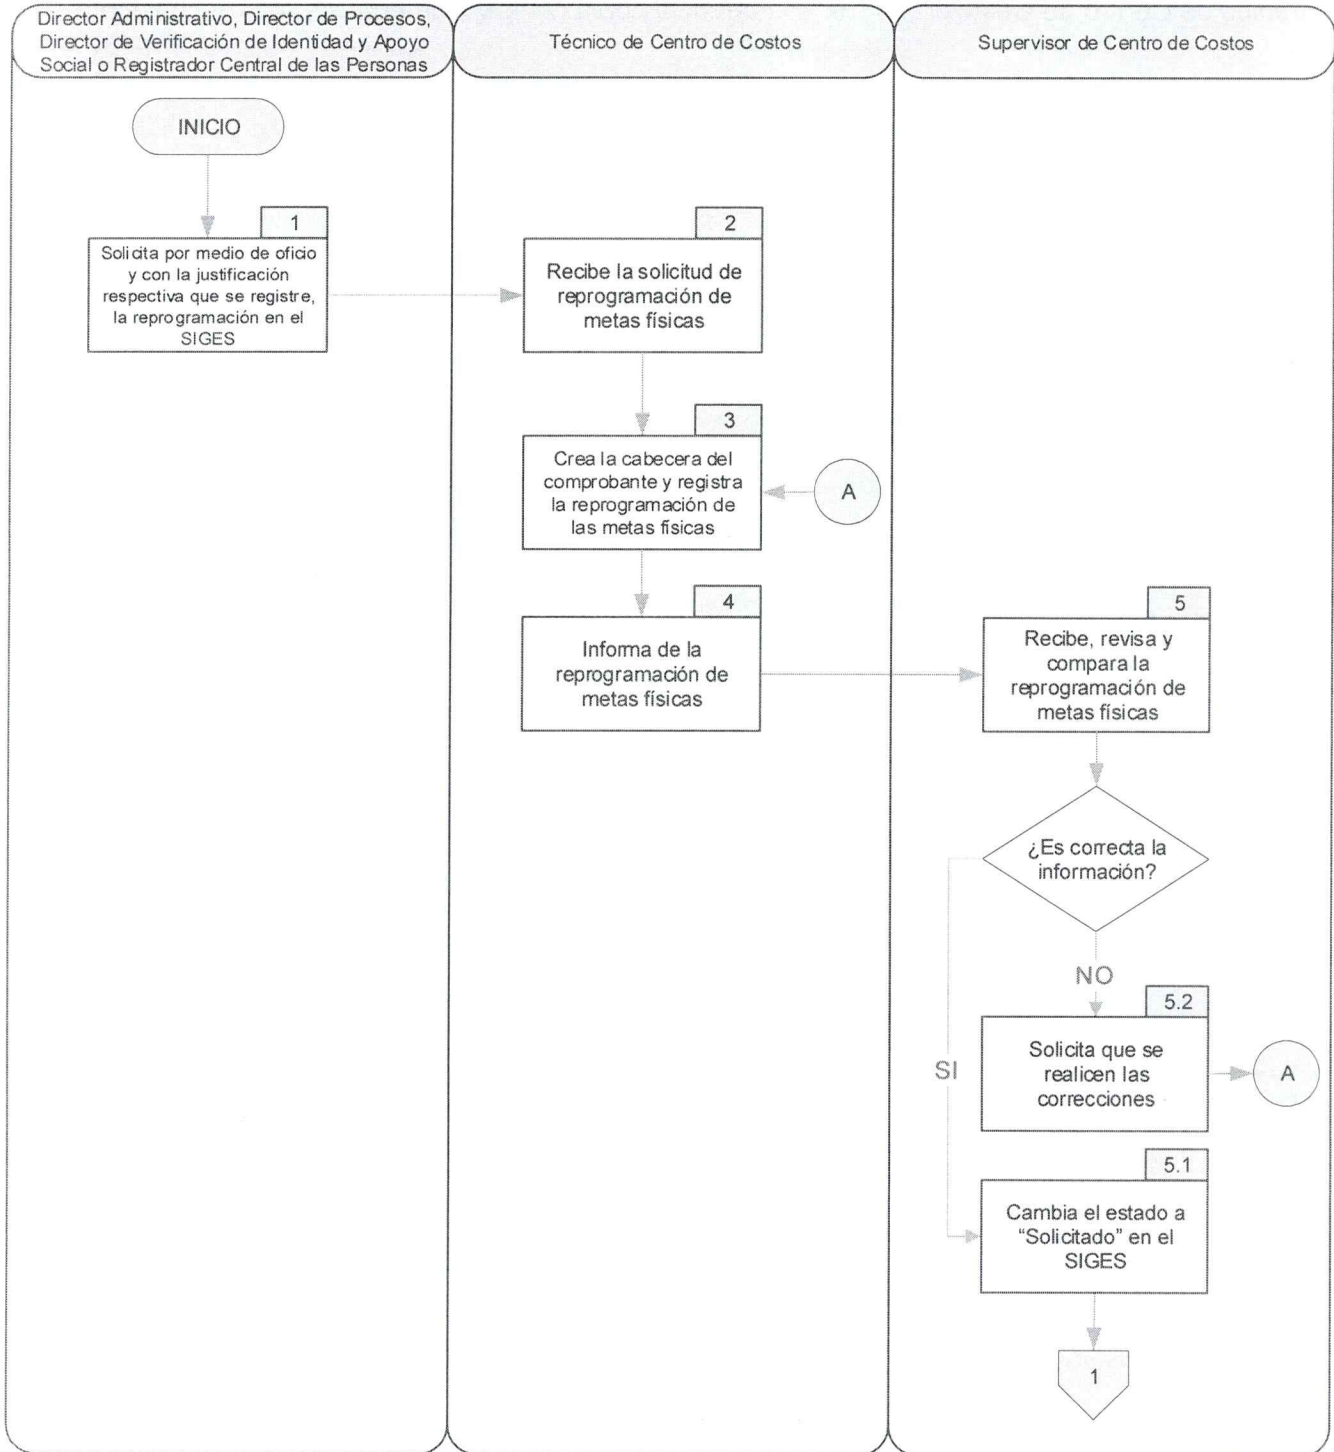 Director Administrativo, Director de Procesos,
Director de Verificación de Identidad y Apoyo
Social o Registrador Central de las Personas
Técnico de Centro de Costos
Supervisor de Centro de Costos
INICIO
1
Solicita por medio de oficio
y con la justificación
respectiva que se registre,
la reprogramación en el
SIGES
2
Recibe la solicitud de
reprogramación de
metas físicas
3
Crea la cabecera del
comprobante y registra
la reprogramación de
las metas físicas
A
4
Informa de la
reprogramación de
metas físicas
5
Recibe, revisa y
compara la
reprogramación de
metas físicas
¿Es correcta la
información?
NO
SI
5.2
Solicita que se
realicen las
correcciones
A
5.1
Cambia el estado a
“Solicitado” en el
SIGES
1